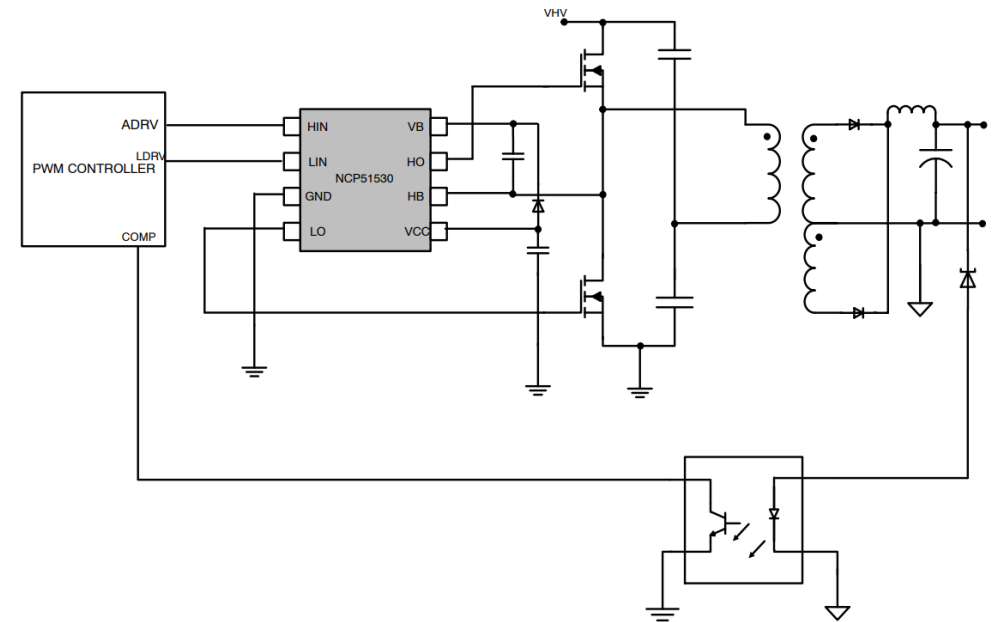 VHV
ADRV
LDRV
PWM CONTROLLER
COMP
HIN
VB
LIN
HO
NCP51530
GND
HB
LO
VCC